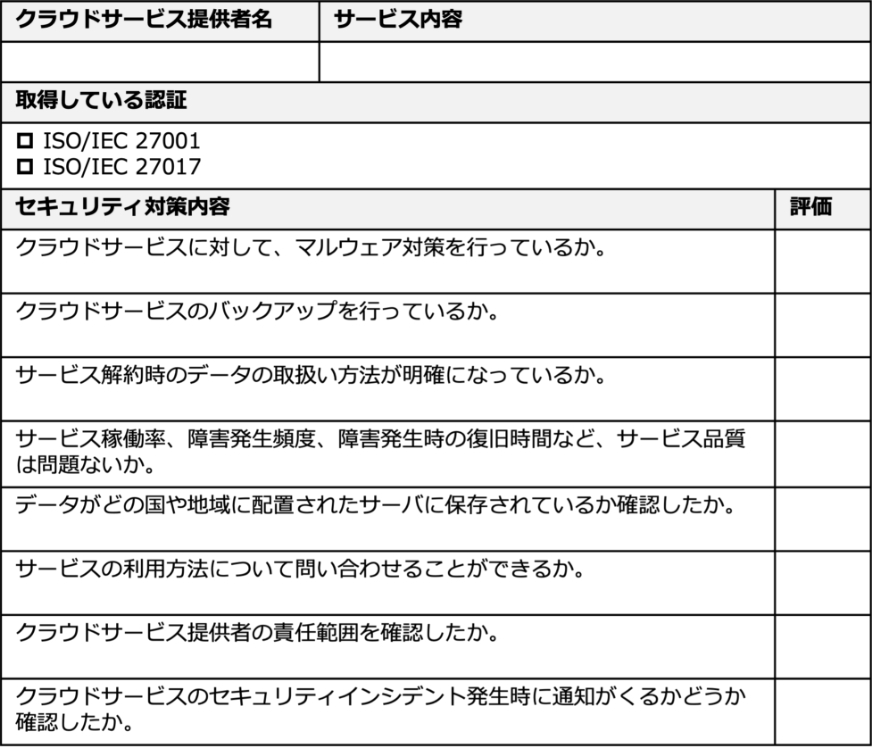 クラウドサービス提供者名
サービス内容
取得している認証
□ ISO/IEC 27001
□ ISO/IEC 27017
セキュリティ対策内容
評価
クラウドサービスに対して、マルウェア対策を行っているか。
クラウドサービスのバックアップを行っているか。
サービス解約時のデータの取扱い方法が明確になっているか。
サービス稼働率、障害発生頻度、障害発生時の復旧時間など、サービス品質
は問題ないか。
データがどの国や地域に配置されたサーバに保存されているか確認したか。
サービスの利用方法について問い合わせることができるか。
クラウドサービス提供者の責任範囲を確認したか。
クラウドサービスのセキュリティインシデント発生時に通知がくるかどうか
確認したか。